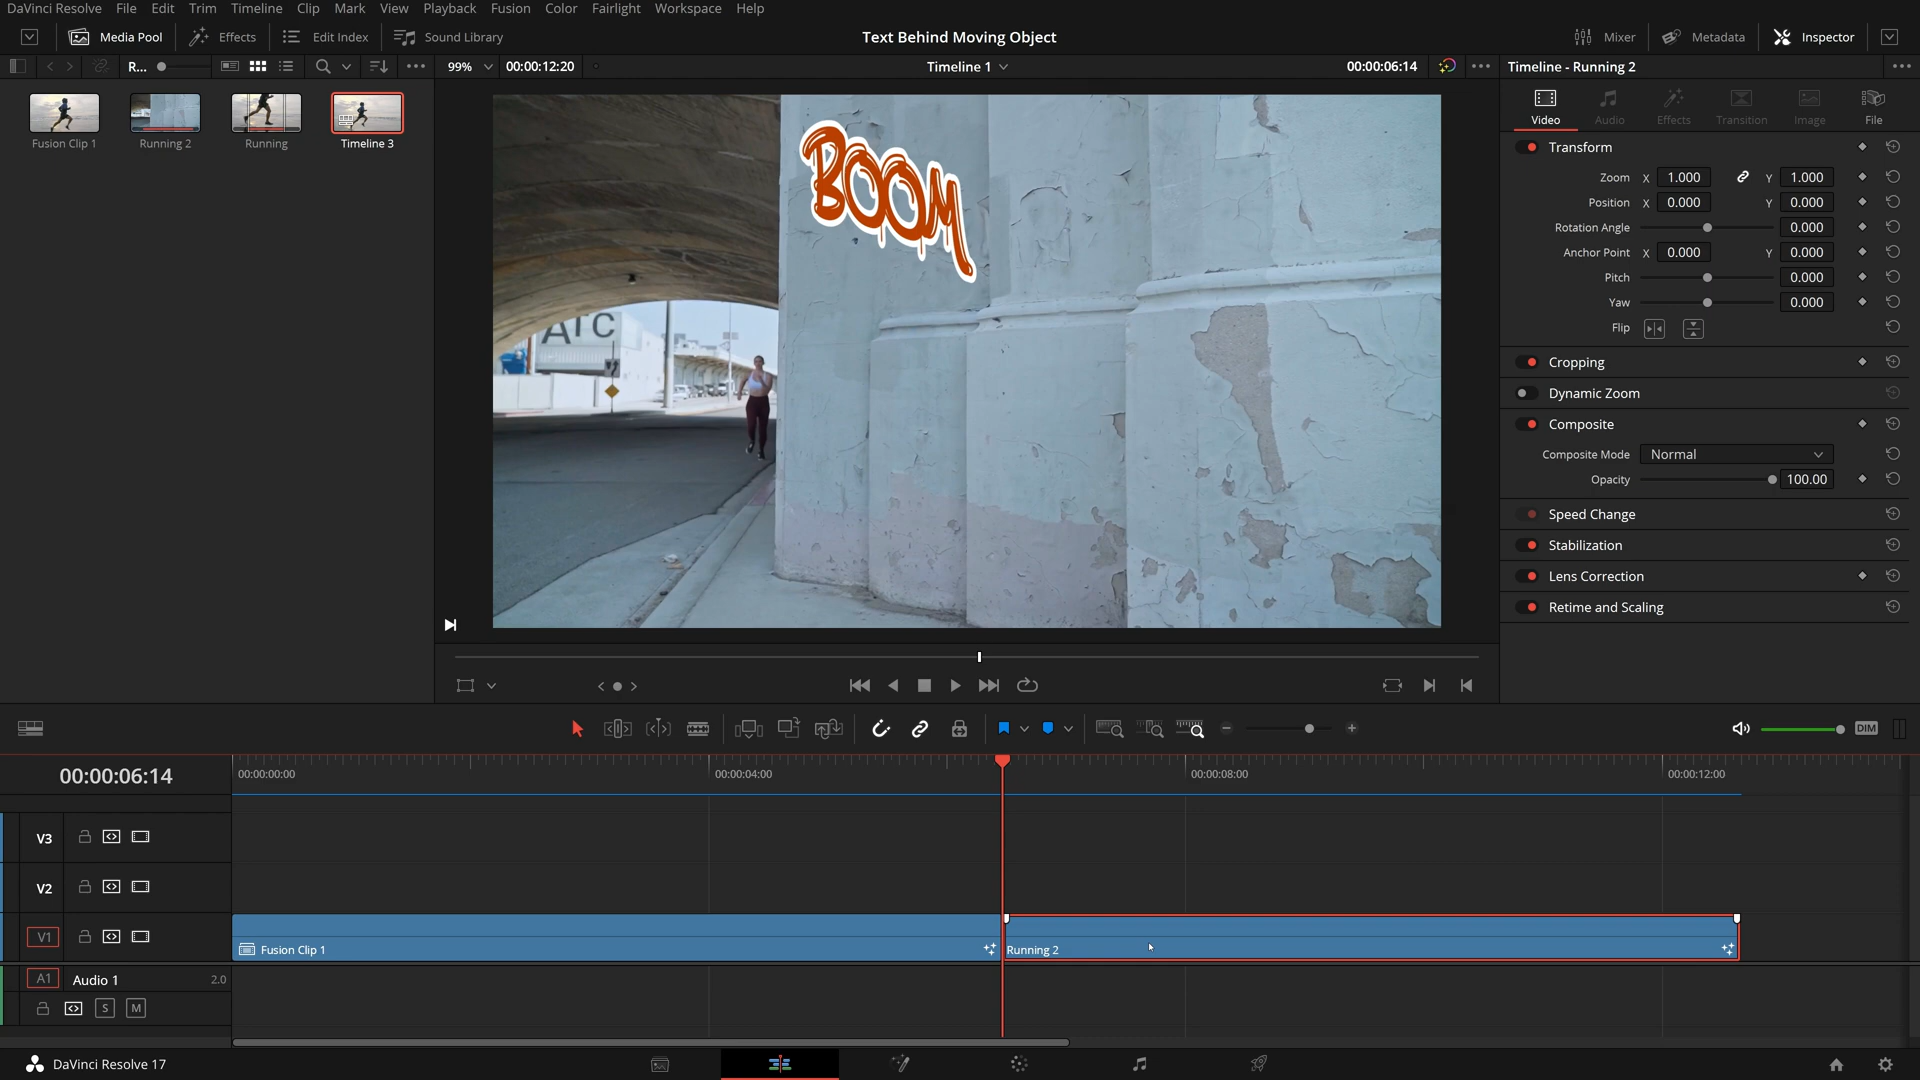 DaVinci Resolve File Edit Trim Timeline Clip Mark View Playback Fusion Color Fairlight Workspace Help
Media Pool Effects Edit Index Sound Library Text Behind Moving Object Mixer Metadata Inspector
R... 99% 00:00:12:20 Timeline 1 00:00:06:14 Timeline - Running 2
Video Audio Effects Transition Image File
Fusion Clip 1 Running 2 Running Timeline 3
BOOM
ATC
Transform
Zoom X 1.000 Y 1.000
Position X 0.000 Y 0.000
Rotation Angle 0.000
Anchor Point X 0.000 Y 0.000
Pitch 0.000
Yaw 0.000
Flip
Cropping
Dynamic Zoom
Composite
Composite Mode Normal
Opacity 100.00
Speed Change
Stabilization
Lens Correction
Retime and Scaling
DIM
00:00:06:14 00:00:00:00 00:00:04:00 00:00:08:00 00:00:12:00
V3
V2
V1 Fusion Clip 1 Running 2
A1 Audio 1 2.0
S M
DaVinci Resolve 17